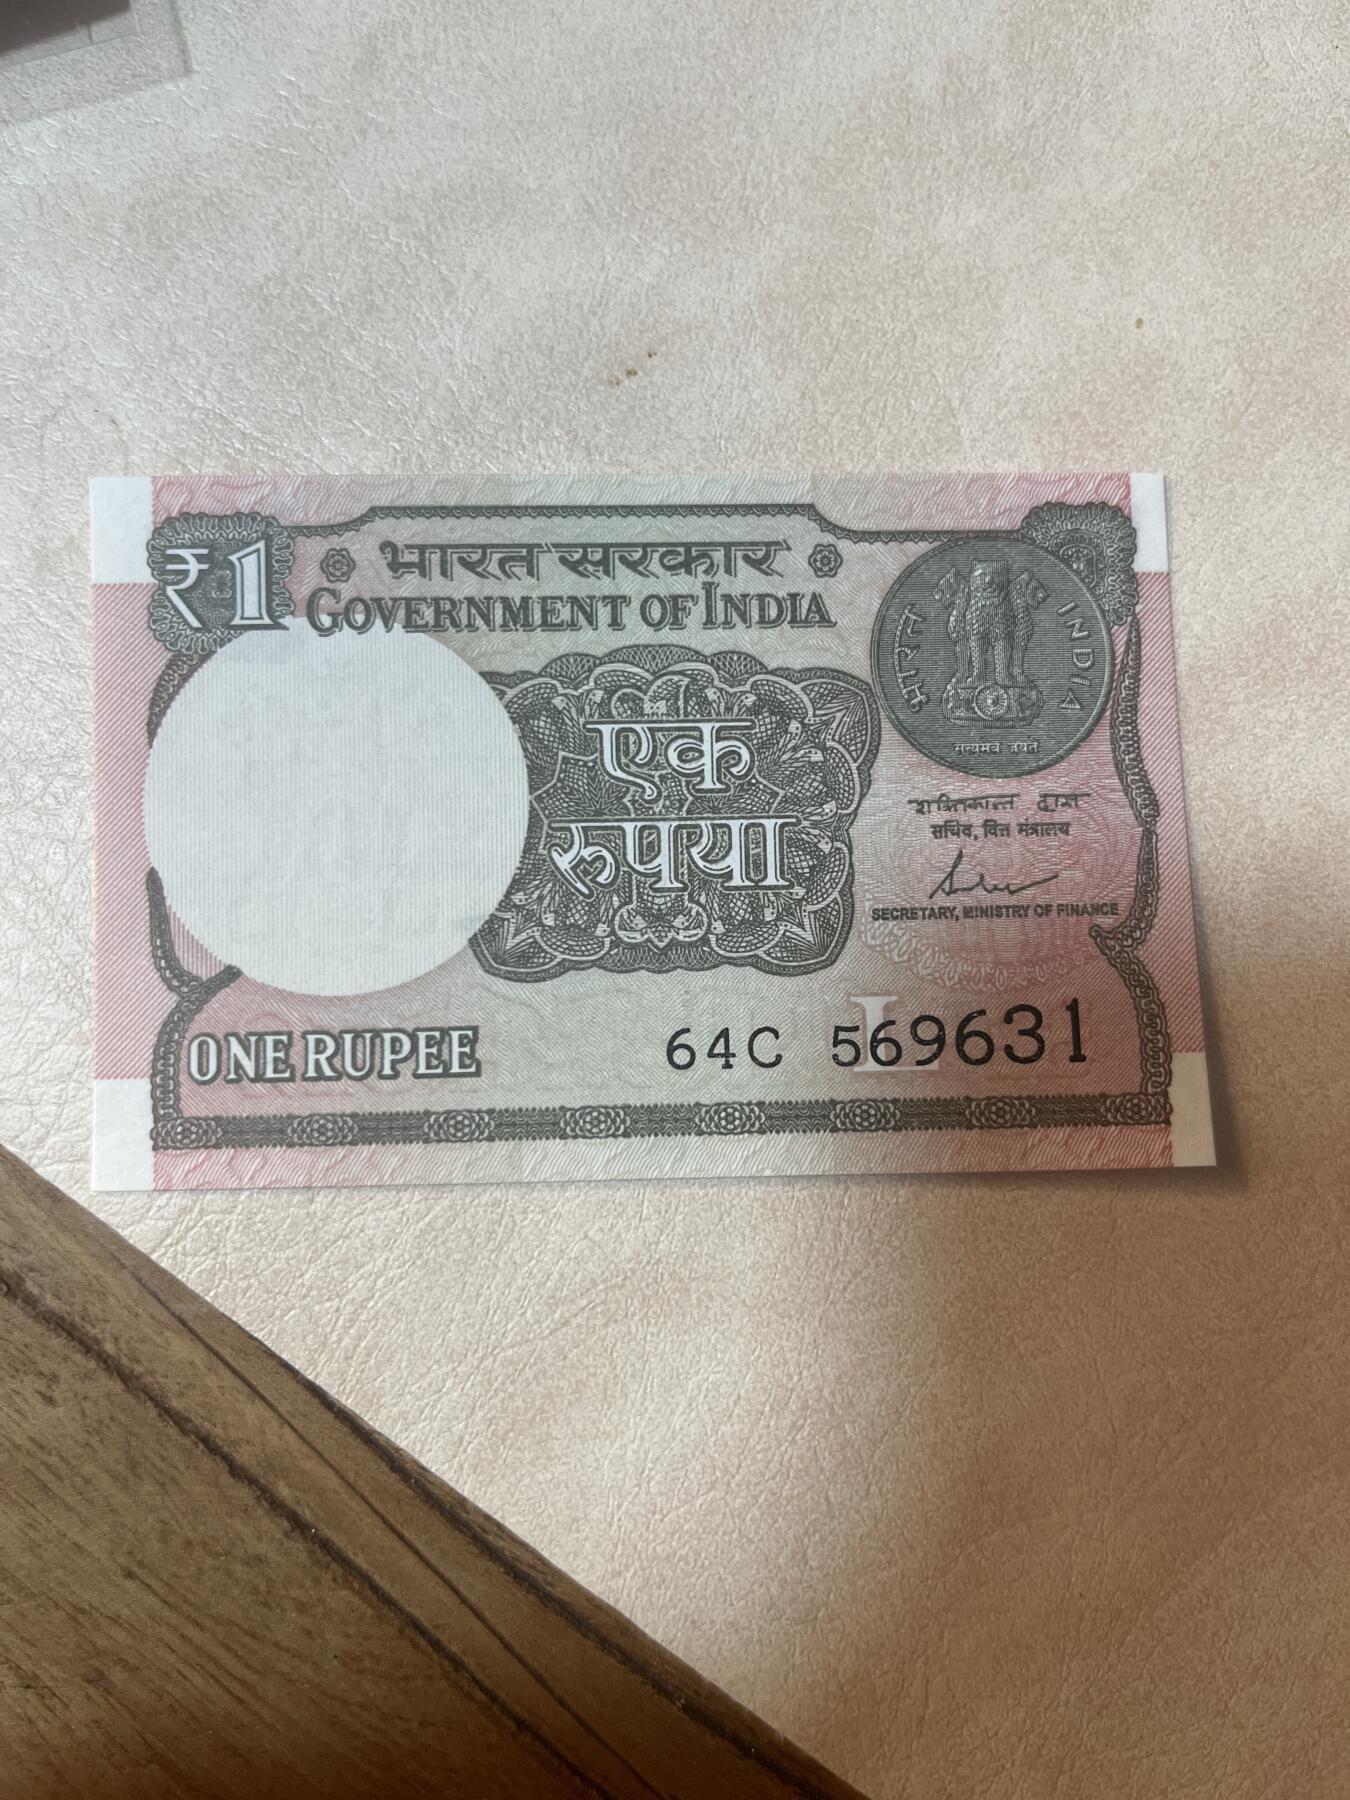 ₹1
भारत सरकार
GOVERNMENT OF INDIA
भारत INDIA
सत्यमेव जयते
एक
रुपया
शक्तिकान्त दास
सचिव, वित्त मंत्रालय
SECRETARY, MINISTRY OF FINANCE
L
ONE RUPEE
64C 569631